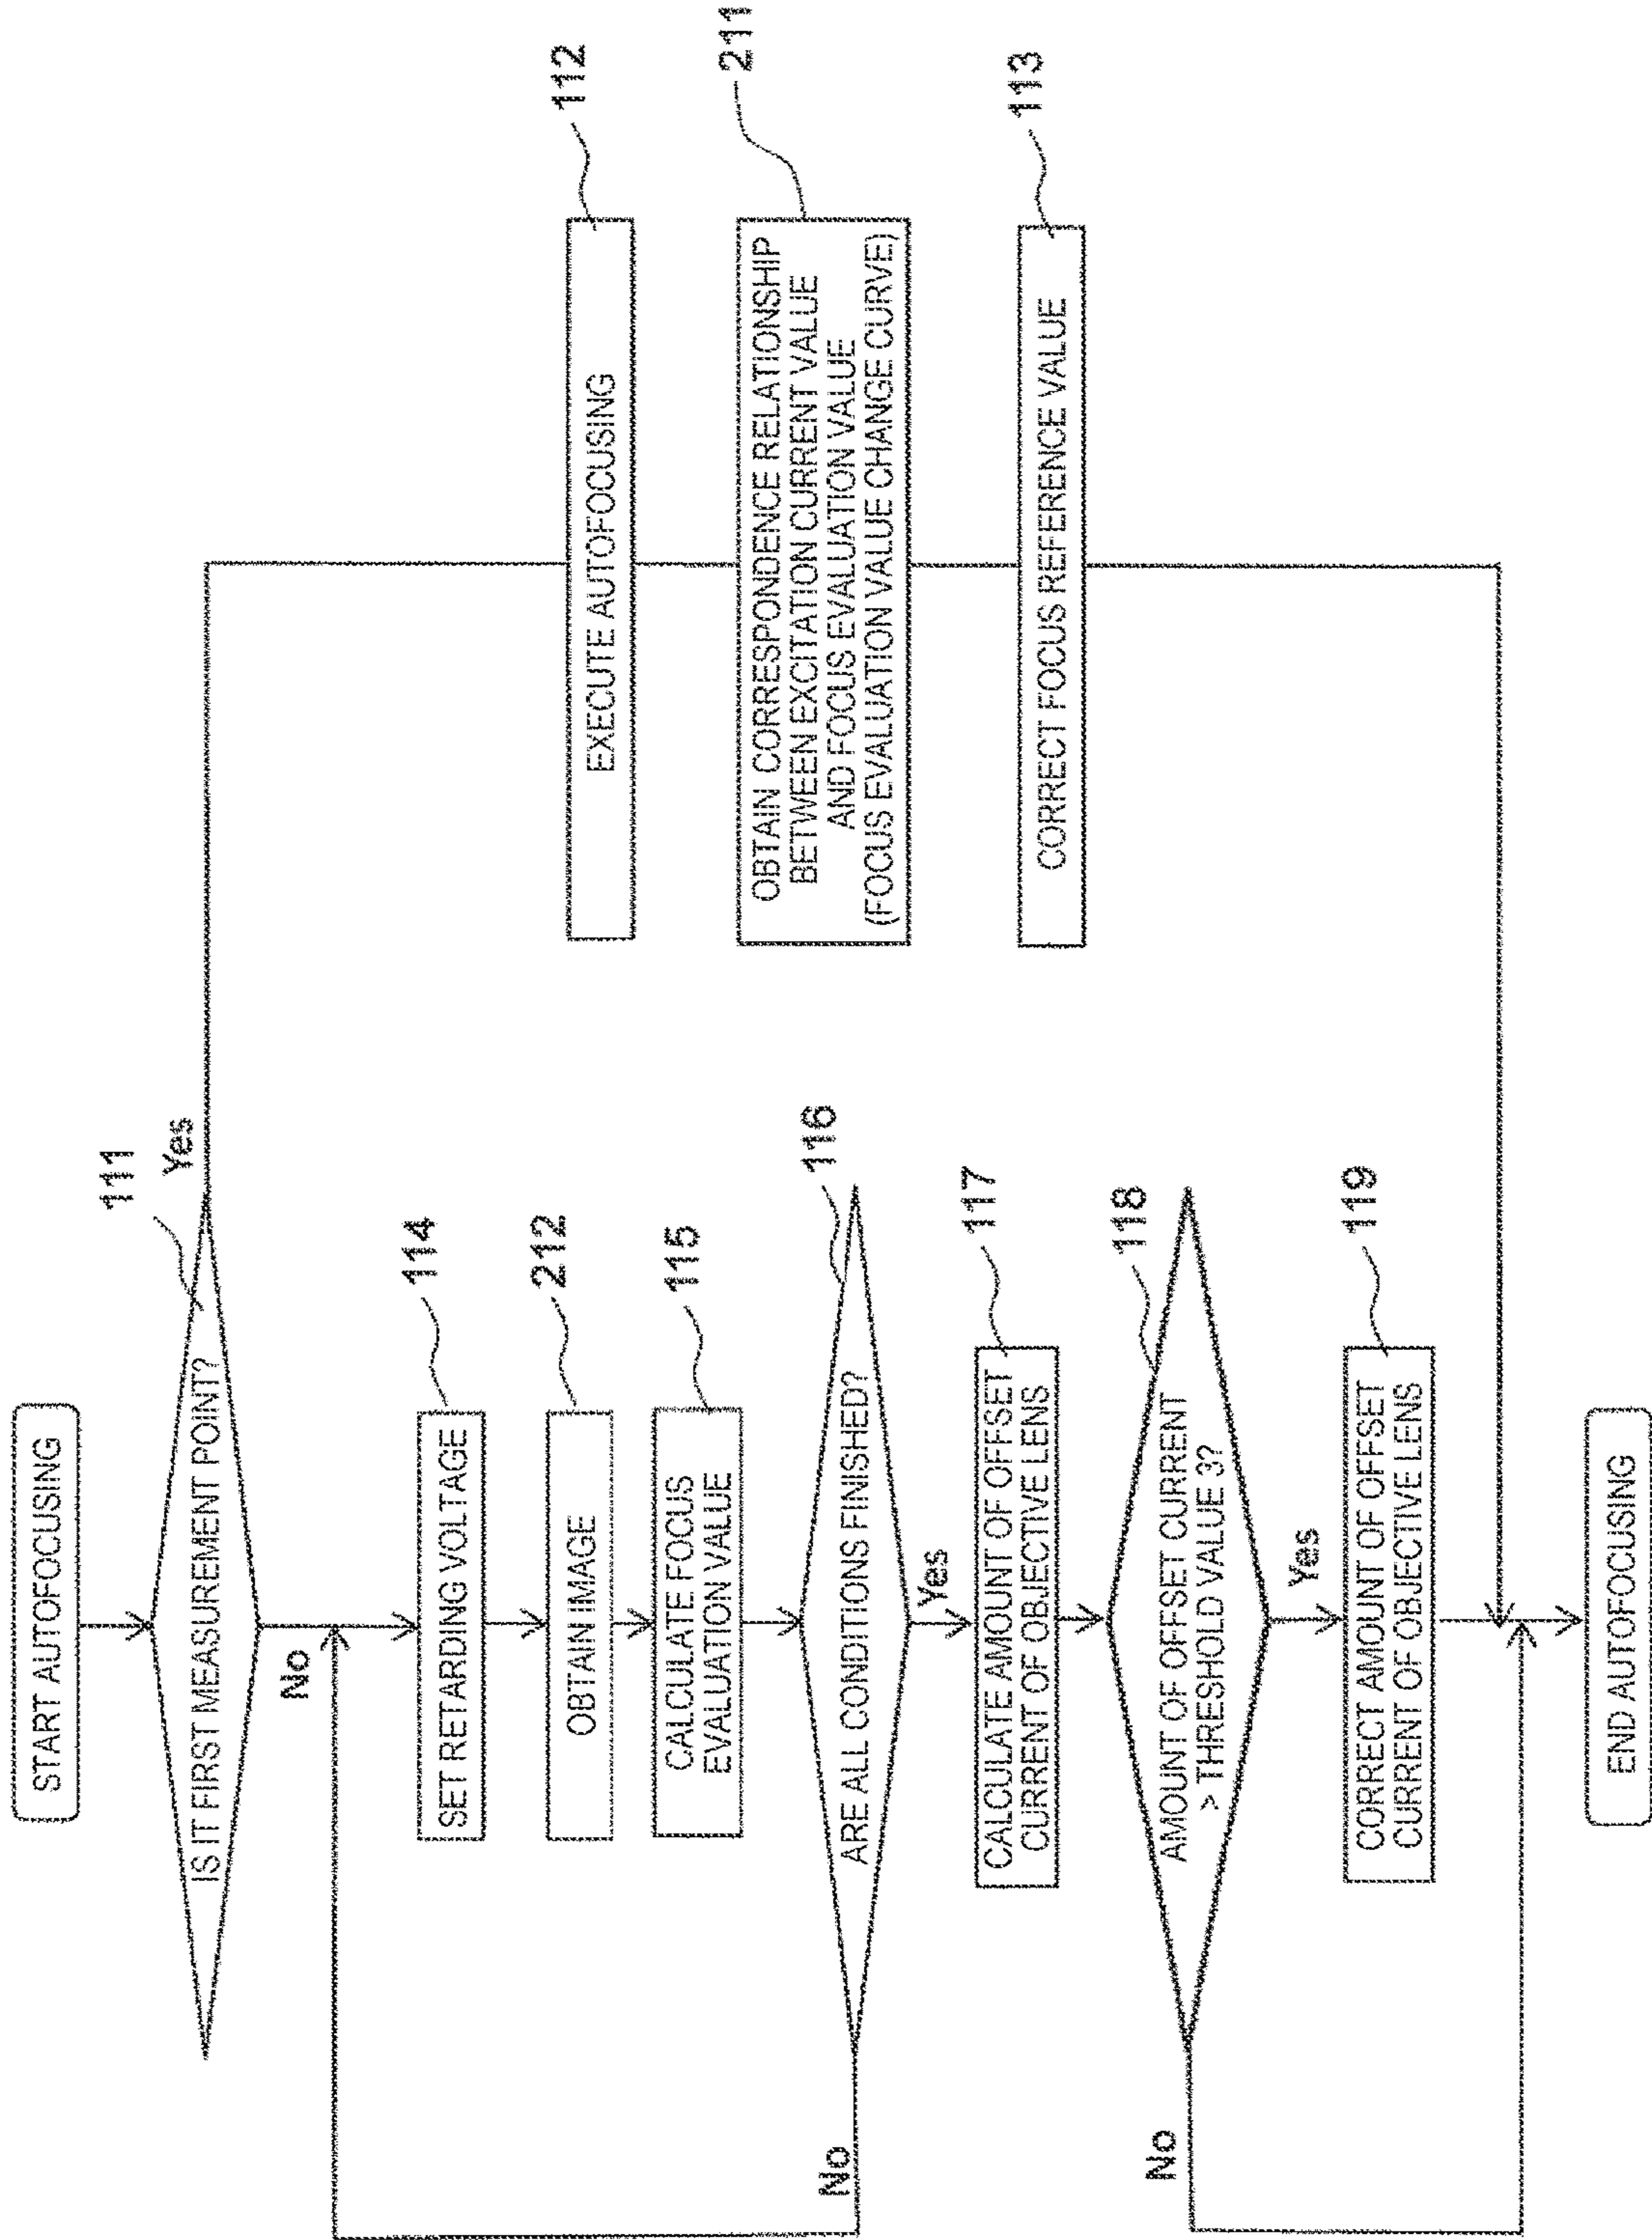 START AUTOFOCUSING
111
IS IT FIRST MEASUREMENT POINT?
Yes
No
114
SET RETARDING VOLTAGE
212
OBTAIN IMAGE
115
CALCULATE FOCUS
EVALUATION VALUE
116
ARE ALL CONDITIONS FINISHED?
No
Yes
117
CALCULATE AMOUNT OF OFFSET
CURRENT OF OBJECTIVE LENS
118
AMOUNT OF OFFSET CURRENT
> THRESHOLD VALUE 3?
No
Yes
119
CORRECT AMOUNT OF OFFSET
CURRENT OF OBJECTIVE LENS
END AUTOFOCUSING
112
EXECUTE AUTOFOCUSING
211
OBTAIN CORRESPONDENCE RELATIONSHIP
BETWEEN EXCITATION CURRENT VALUE
AND FOCUS EVALUATION VALUE
(FOCUS EVALUATION VALUE CHANGE CURVE)
113
CORRECT FOCUS REFERENCE VALUE